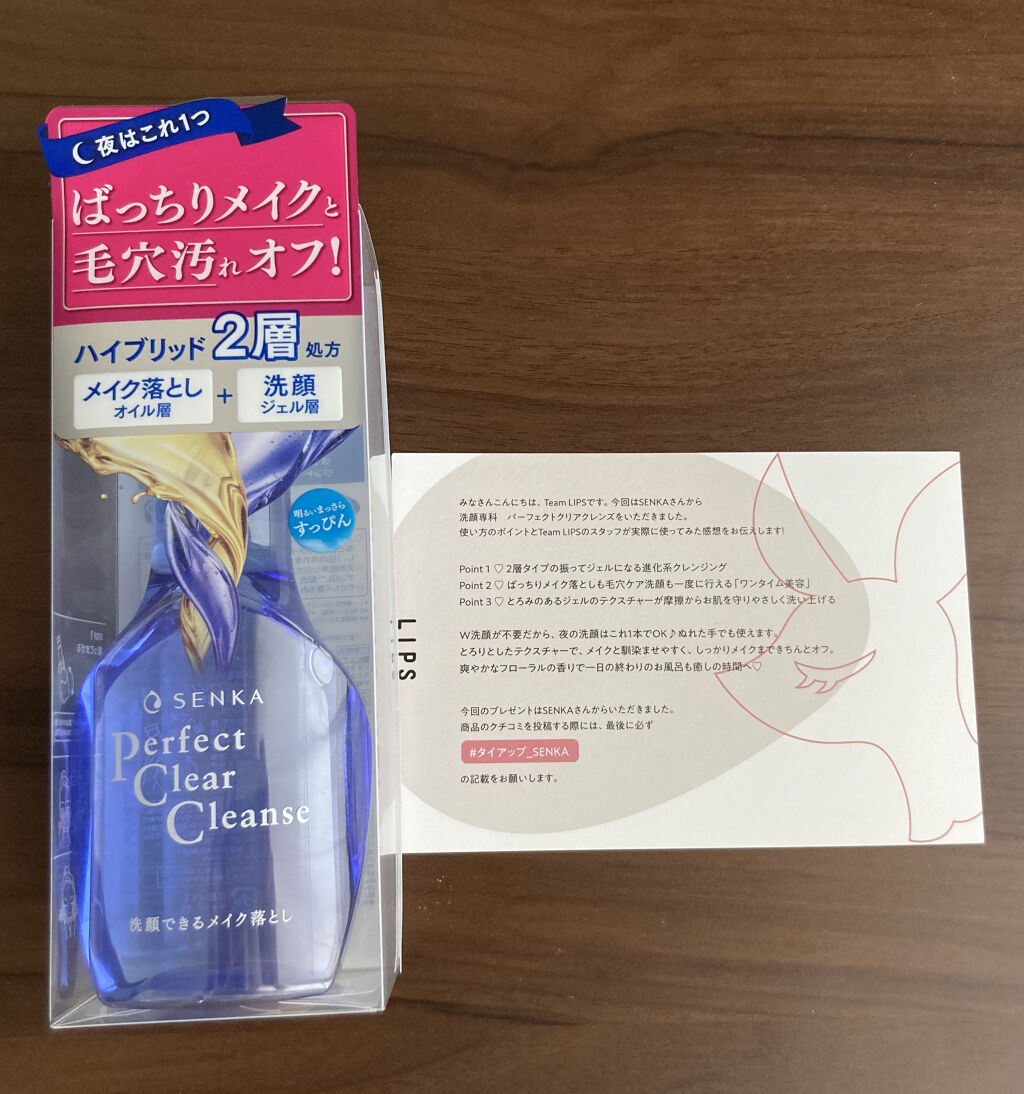 夜はこれ1つ
ばっちりメイクと
毛穴汚れオフ!
ハイブリッド2層処方
メイク落とし
オイル層
+
洗顔
ジェル層
明るいまっさら
すっぴん
SENKA
Perfect
Clear
Cleanse
洗顔できるメイク落とし
LIPS
みなさんこんにちは、Team LIPSです。今回はSENKAさんから
洗顔専科 パーフェクトクリアクレンズをいただきました。
使い方のポイントとTeam LIPSのスタッフが実際に使ってみた感想をお伝えします!
Point 1 ♡ 2層タイプの振ってジェルになる進化系クレンジング
Point 2 ♡ ばっちりメイク落としも毛穴ケア洗顔も一度に行える「ワンタイム美容」
Point 3 ♡ とろみのあるジェルのテクスチャーが摩擦からお肌を守りやさしく洗い上げる
W洗顔が不要だから、夜の洗顔はこれ1本でOK♪ぬれた手でも使えます。
とろりとしたテクスチャーで、メイクと馴染ませやすく、しっかりメイクまできちんとオフ。
爽やかなフローラルの香りで一日の終わりのお風呂も癒しの時間へ♡
今回のプレゼントはSENKAさんからいただきました。
商品のクチコミを投稿する際には、最後に必ず
#タイアップ_SENKA
の記載をお願いします。